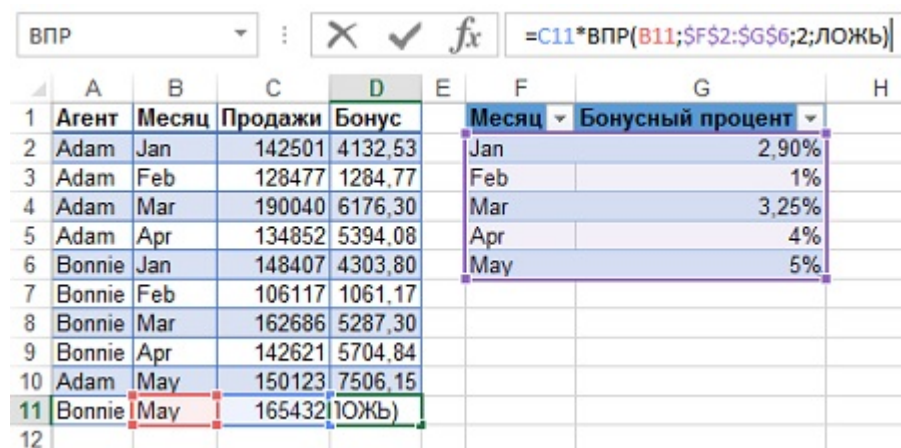 ВПР fx =C11*ВПР(B11;$F$2:$G$6;2;ЛОЖЬ)
A B C D E F G H
1 Агент Месяц Продажи Бонус Месяц Бонусный процент
2 Adam Jan 142501 4132,53 Jan 2,90%
3 Adam Feb 128477 1284,77 Feb 1%
4 Adam Mar 190040 6176,30 Mar 3,25%
5 Adam Apr 134852 5394,08 Apr 4%
6 Bonnie Jan 148407 4303,80 May 5%
7 Bonnie Feb 106117 1061,17
8 Bonnie Mar 162686 5287,30
9 Bonnie Apr 142621 5704,84
10 Adam May 150123 7506,15
11 Bonnie May 165432 ЛОЖЬ)
12